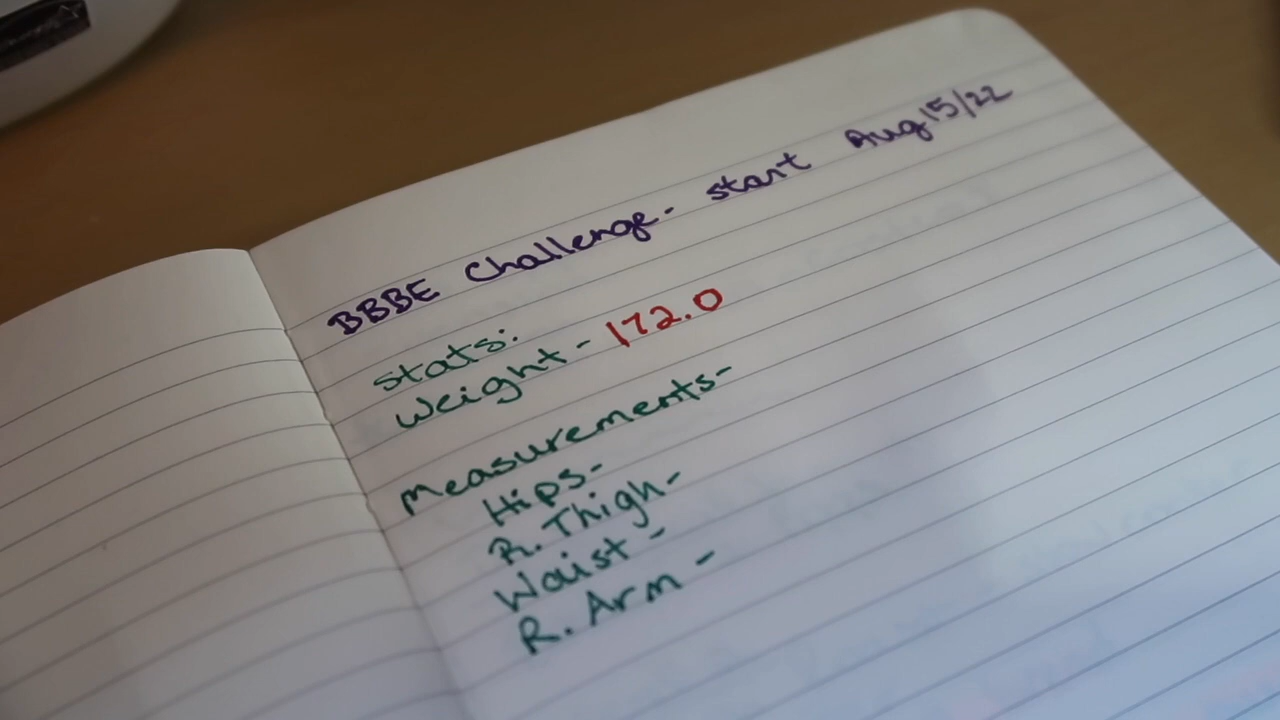 BBBE Challenge- start Aug 15/22
Stats:
Weight - 172.0
Measurements-
Hips-
R. Thigh-
Waist -
R. Arm -